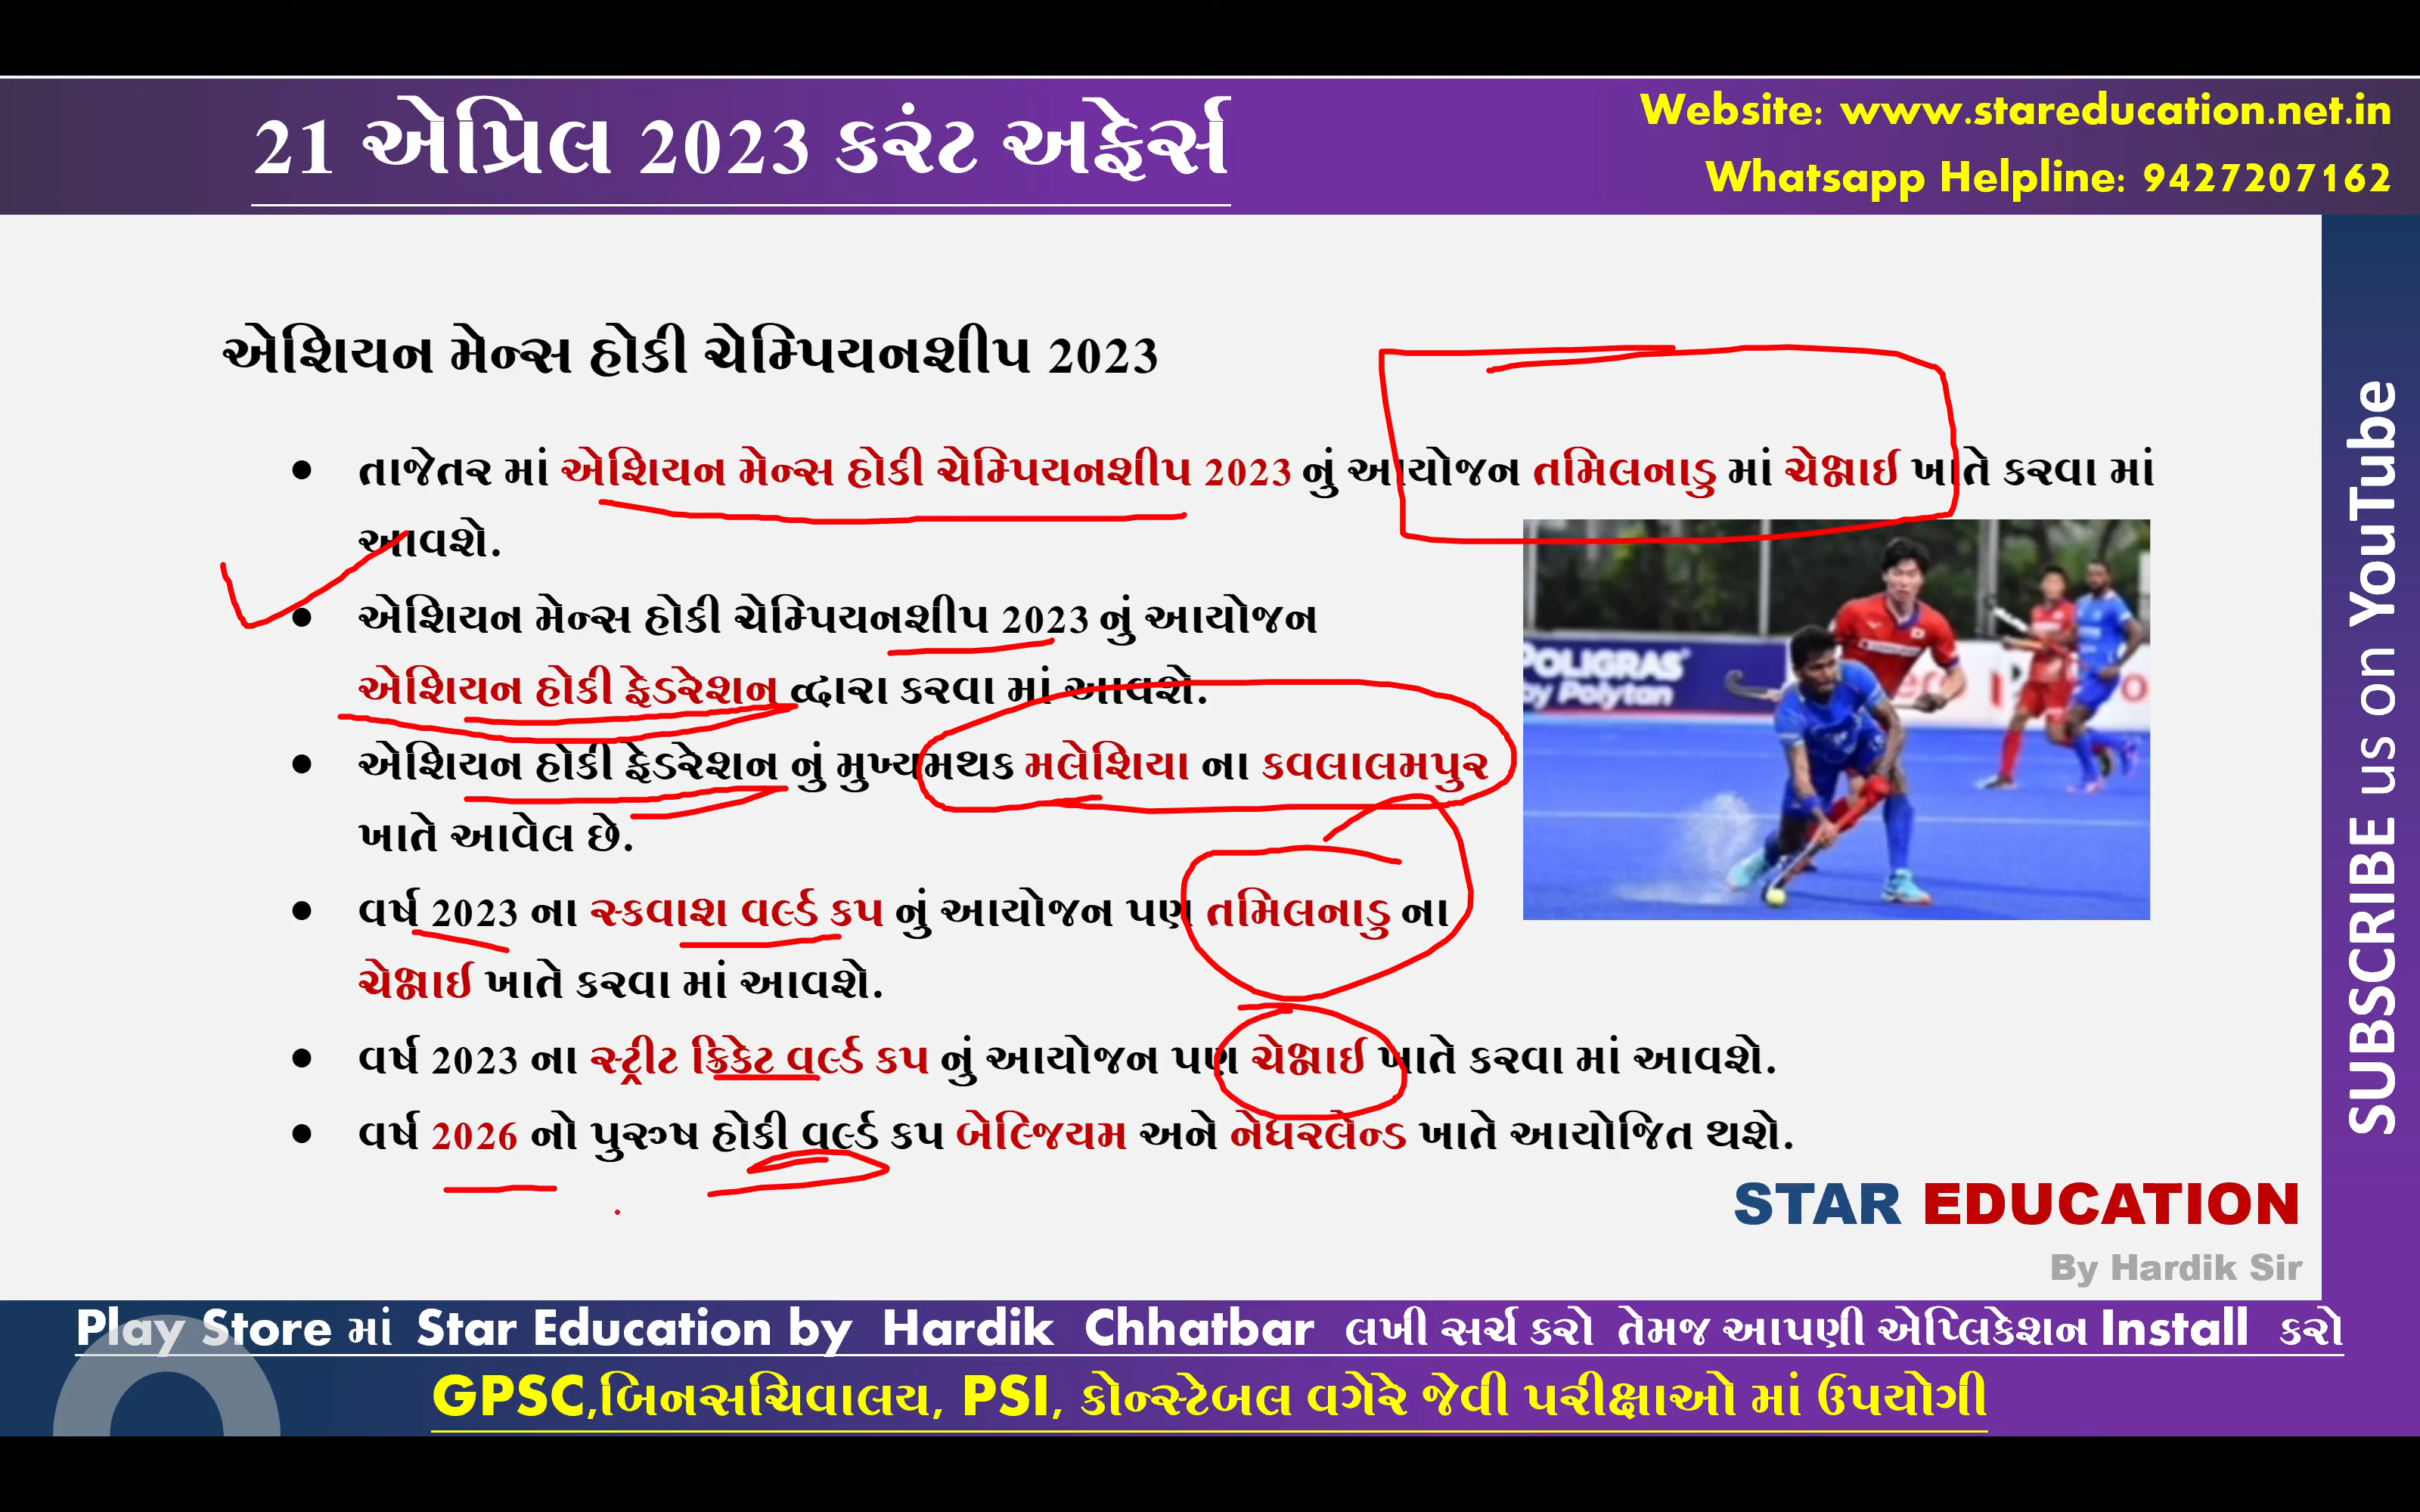 21 એપ્રિલ 2023 કરંટ અફેર્સ
Website: www.stareducation.net.in
Whatsapp Helpline: 9427207162
એશિયન મેન્સ હોકી ચેમ્પિયનશીપ 2023
• તાજેતર માં એશિયન મેન્સ હોકી ચેમ્પિયનશીપ 2023 નું આયોજન તમિલનાડુ માં ચેન્નાઈ ખાતે કરવા માં
આવશે.
• એશિયન મેન્સ હોકી ચેમ્પિયનશીપ 2023 નું આયોજન
એશિયન હોકી ફેડરેશન દ્વારા કરવા માં આવશે.
• એશિયન હોકી ફેડરેશન નું મુખ્યમથક મલેશિયા ના કવલાલમપુર
ખાતે આવેલ છે.
• વર્ષ 2023 ના સ્કવાશ વર્લ્ડ કપ નું આયોજન પણ તમિલનાડુ ના
ચેન્નાઈ ખાતે કરવા માં આવશે.
• વર્ષ 2023 ના સ્ટ્રીટ ક્રિકેટ વર્લ્ડ કપ નું આયોજન પણ ચેન્નાઈ ખાતે કરવા માં આવશે.
• વર્ષ 2026 નો પુરુષ હોકી વર્લ્ડ કપ બેલ્જિયમ અને નેધરલેન્ડ ખાતે આયોજિત થશે.
POLIGRAS
by Polytan
STAR EDUCATION
By Hardik Sir
SUBSCRIBE us on YouTube
Play Store માં Star Education by Hardik Chhatbar લખી સર્ચ કરો તેમજ આપણી એપ્લિકેશન Install કરો
GPSC,બિનસચિવાલય, PSI, કોન્સ્ટેબલ વગેરે જેવી પરીક્ષાઓ માં ઉપયોગી